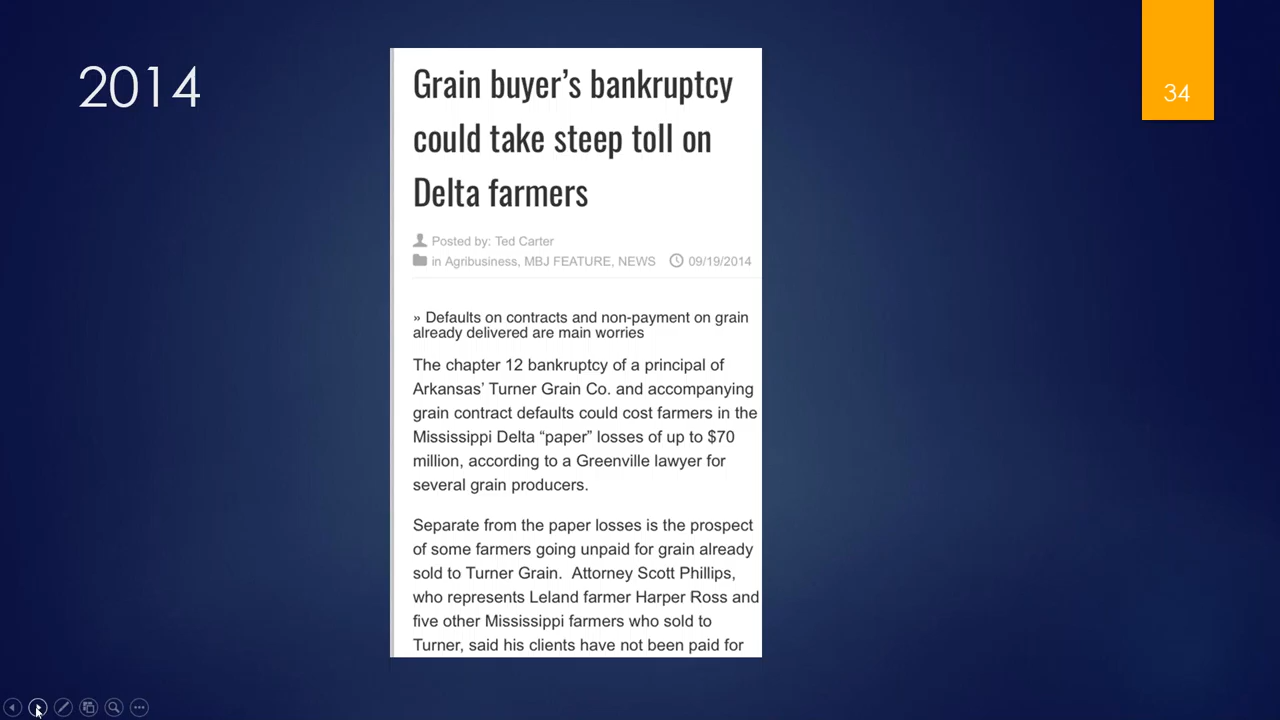 2014
34
Grain buyer’s bankruptcy
could take steep toll on
Delta farmers
Posted by: Ted Carter
in Agribusiness, MBJ FEATURE, NEWS 09/19/2014
» Defaults on contracts and non-payment on grain
already delivered are main worries
The chapter 12 bankruptcy of a principal of
Arkansas’ Turner Grain Co. and accompanying
grain contract defaults could cost farmers in the
Mississippi Delta “paper” losses of up to $70
million, according to a Greenville lawyer for
several grain producers.
Separate from the paper losses is the prospect
of some farmers going unpaid for grain already
sold to Turner Grain.  Attorney Scott Phillips,
who represents Leland farmer Harper Ross and
five other Mississippi farmers who sold to
Turner, said his clients have not been paid for